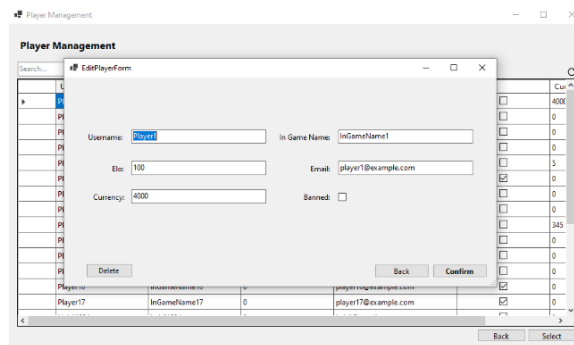 Player Management
Player Management
Search...
EditPlayerForm
Cu
Username: Player1 In Game Name: InGameName1
4000
Elo: 100 Email: player1@example.com
Currency: 4000 Banned:
0
0
0
5
0
0
0
345
0
0
Delete Back Confirm
0
Player17 InGameName17 0 player17@example.com 0
Back Select